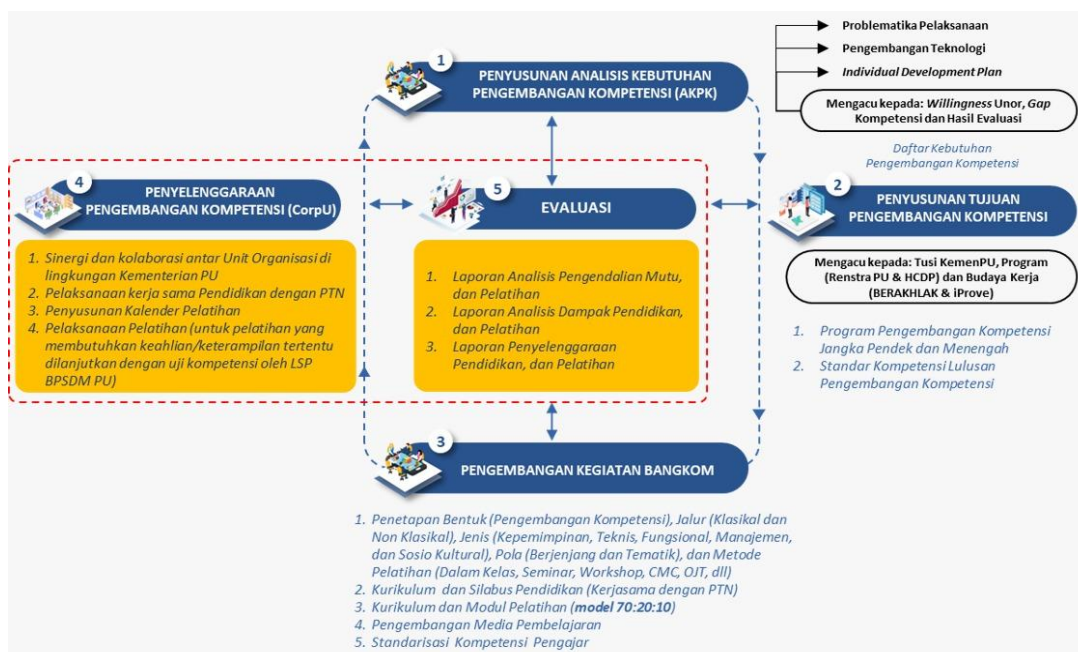 1
PENYUSUNAN ANALISIS KEBUTUHAN
PENGEMBANGAN KOMPETENSI (AKPK)
Problematika Pelaksanaan
Pengembangan Teknologi
Individual Development Plan
Mengacu kepada: Willingness Unor, Gap
Kompetensi dan Hasil Evaluasi
Daftar Kebutuhan
Pengembangan Kompetensi
2
PENYUSUNAN TUJUAN
PENGEMBANGAN KOMPETENSI
Mengacu kepada: Tusi KemenPU, Program
(Renstra PU & HCDP) dan Budaya Kerja
(BERAKHLAK & iProve)
1. Program Pengembangan Kompetensi
Jangka Pendek dan Menengah
2. Standar Kompetensi Lulusan
Pengembangan Kompetensi
4
PENYELENGGARAAN
PENGEMBANGAN KOMPETENSI (CorpU)
1. Sinergi dan kolaborasi antar Unit Organisasi di
lingkungan Kementerian PU
2. Pelaksanaan kerja sama Pendidikan dengan PTN
3. Penyusunan Kalender Pelatihan
4. Pelaksanaan Pelatihan (untuk pelatihan yang
membutuhkan keahlian/keterampilan tertentu
dilanjutkan dengan uji kompetensi oleh LSP
BPSDM PU)
5
EVALUASI
1. Laporan Analisis Pengendalian Mutu,
dan Pelatihan
2. Laporan Analisis Dampak Pendidikan,
dan Pelatihan
3. Laporan Penyelenggaraan
Pendidikan, dan Pelatihan
3
PENGEMBANGAN KEGIATAN BANGKOM
1. Penetapan Bentuk (Pengembangan Kompetensi), Jalur (Klasikal dan
Non Klasikal), Jenis (Kepemimpinan, Teknis, Fungsional, Manajemen,
dan Sosio Kultural), Pola (Berjenjang dan Tematik), dan Metode
Pelatihan (Dalam Kelas, Seminar, Workshop, CMC, OJT, dll)
2. Kurikulum dan Silabus Pendidikan (Kerjasama dengan PTN)
3. Kurikulum dan Modul Pelatihan (model 70:20:10)
4. Pengembangan Media Pembelajaran
5. Standarisasi Kompetensi Pengajar